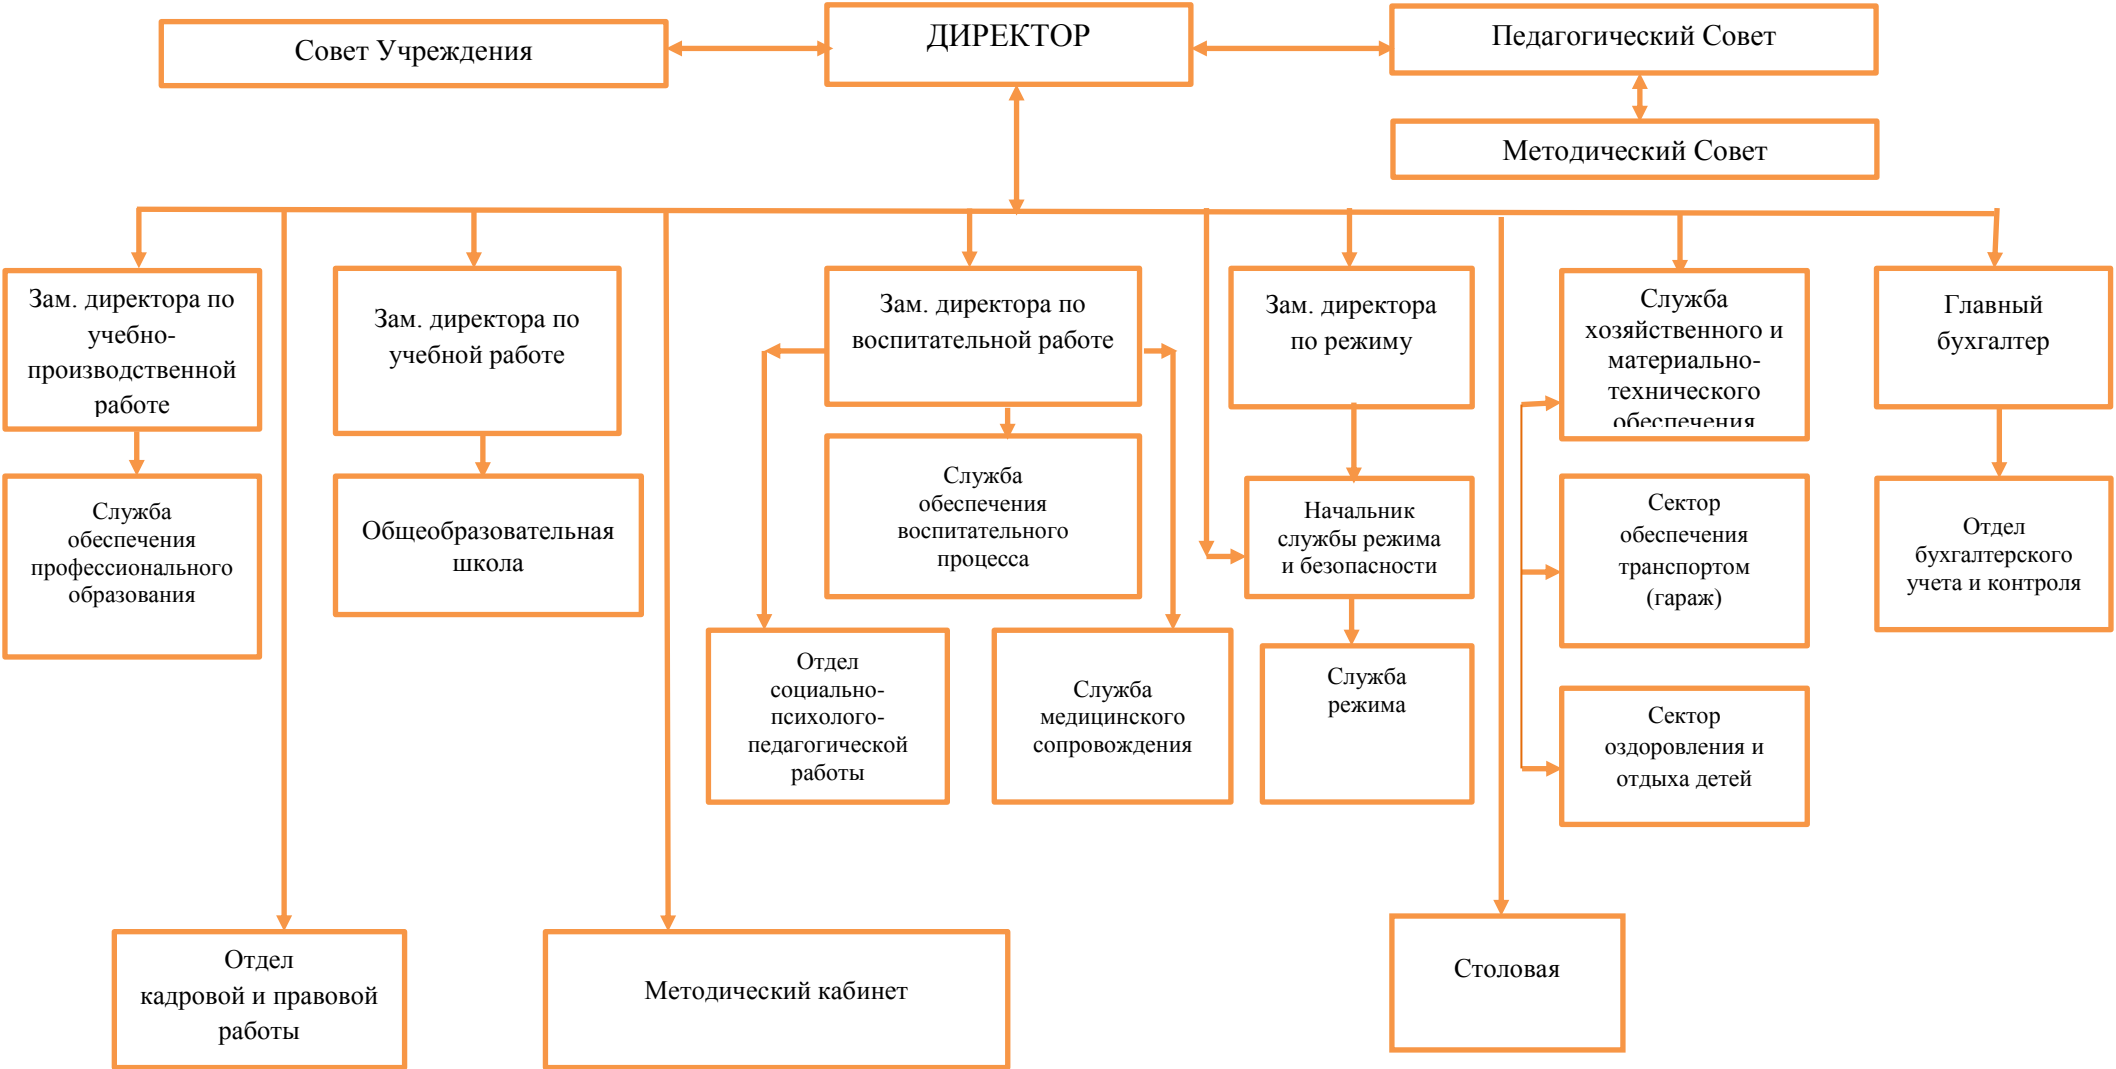 Совет Учреждения
ДИРЕКТОР
Педагогический Совет
Методический Совет
Зам. директора по
учебно-
производственной
работе
Зам. директора по
учебной работе
Зам. директора по
воспитательной работе
Зам. директора
по режиму
Служба
хозяйственного и
материально-
технического
обеспечения
Главный
бухгалтер
Служба
обеспечения
профессионального
образования
Общеобразовательная
школа
Служба
обеспечения
воспитательного
процесса
Начальник
службы режима
и безопасности
Сектор
обеспечения
транспортом
(гараж)
Отдел
бухгалтерского
учета и контроля
Отдел
социально-
психолого-
педагогической
работы
Служба
медицинского
сопровождения
Служба
режима
Сектор
оздоровления и
отдыха детей
Отдел
кадровой и правовой
работы
Методический кабинет
Столовая